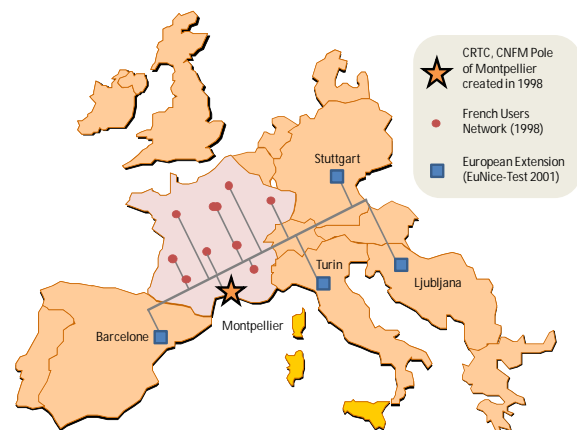 CRTC, CNFM Pole
of Montpellier
created in 1998
French Users
Network (1998)
European Extension
(EuNice-Test 2001)
Stuttgart
Turin
Ljubljana
Montpellier
Barcelone